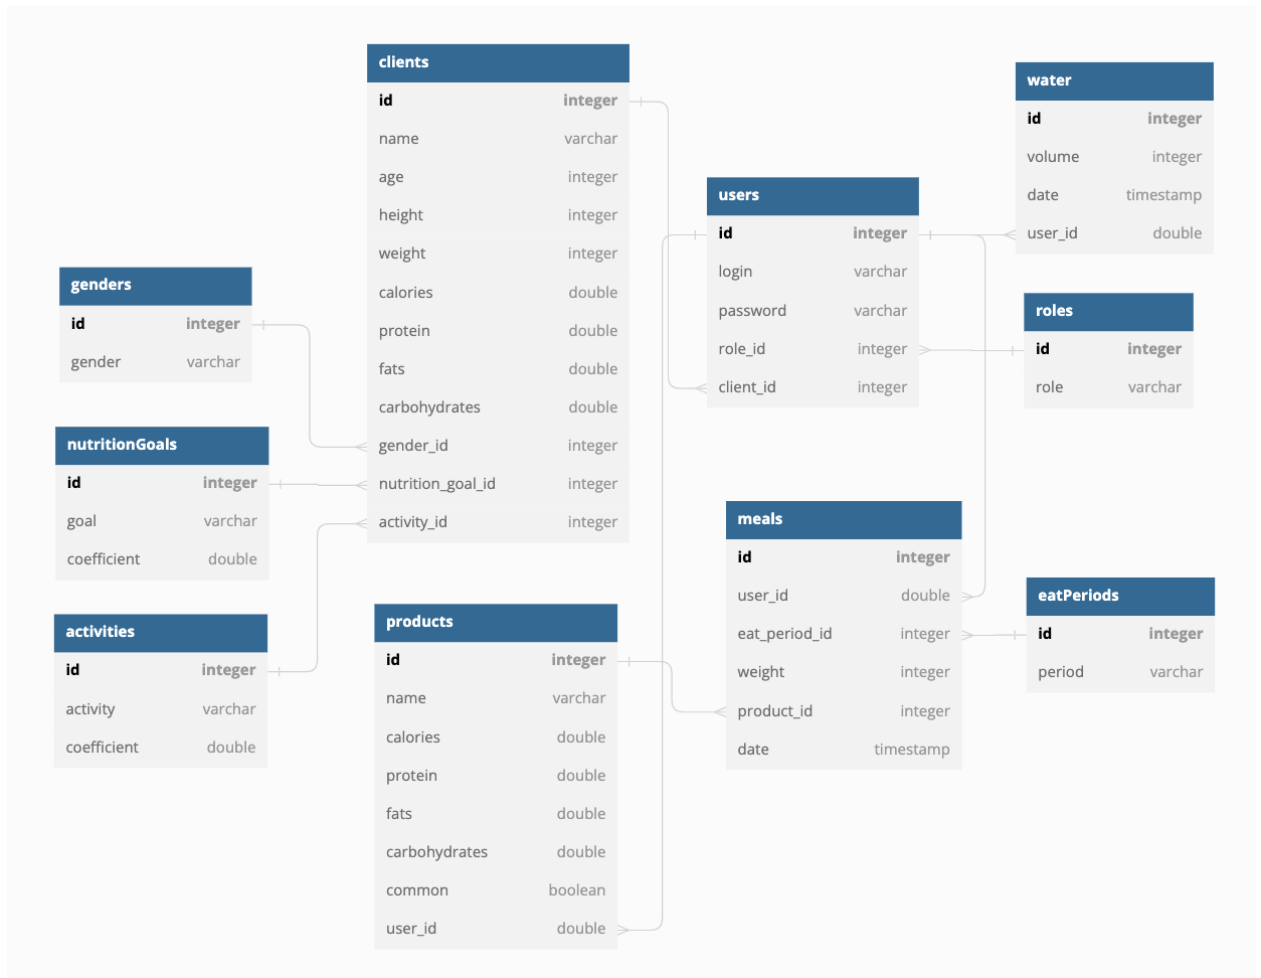 clients
id integer
name varchar
age integer
height integer
weight integer
calories double
protein double
fats double
carbohydrates double
gender_id integer
nutrition_goal_id integer
activity_id integer
water
id integer
volume integer
date timestamp
user_id double
users
id integer
login varchar
password varchar
role_id integer
client_id integer
genders
id integer
gender varchar
roles
id integer
role varchar
nutritionGoals
id integer
goal varchar
coefficient double
meals
id integer
user_id double
eat_period_id integer
weight integer
product_id integer
date timestamp
eatPeriods
id integer
period varchar
activities
id integer
activity varchar
coefficient double
products
id integer
name varchar
calories double
protein double
fats double
carbohydrates double
common boolean
user_id double